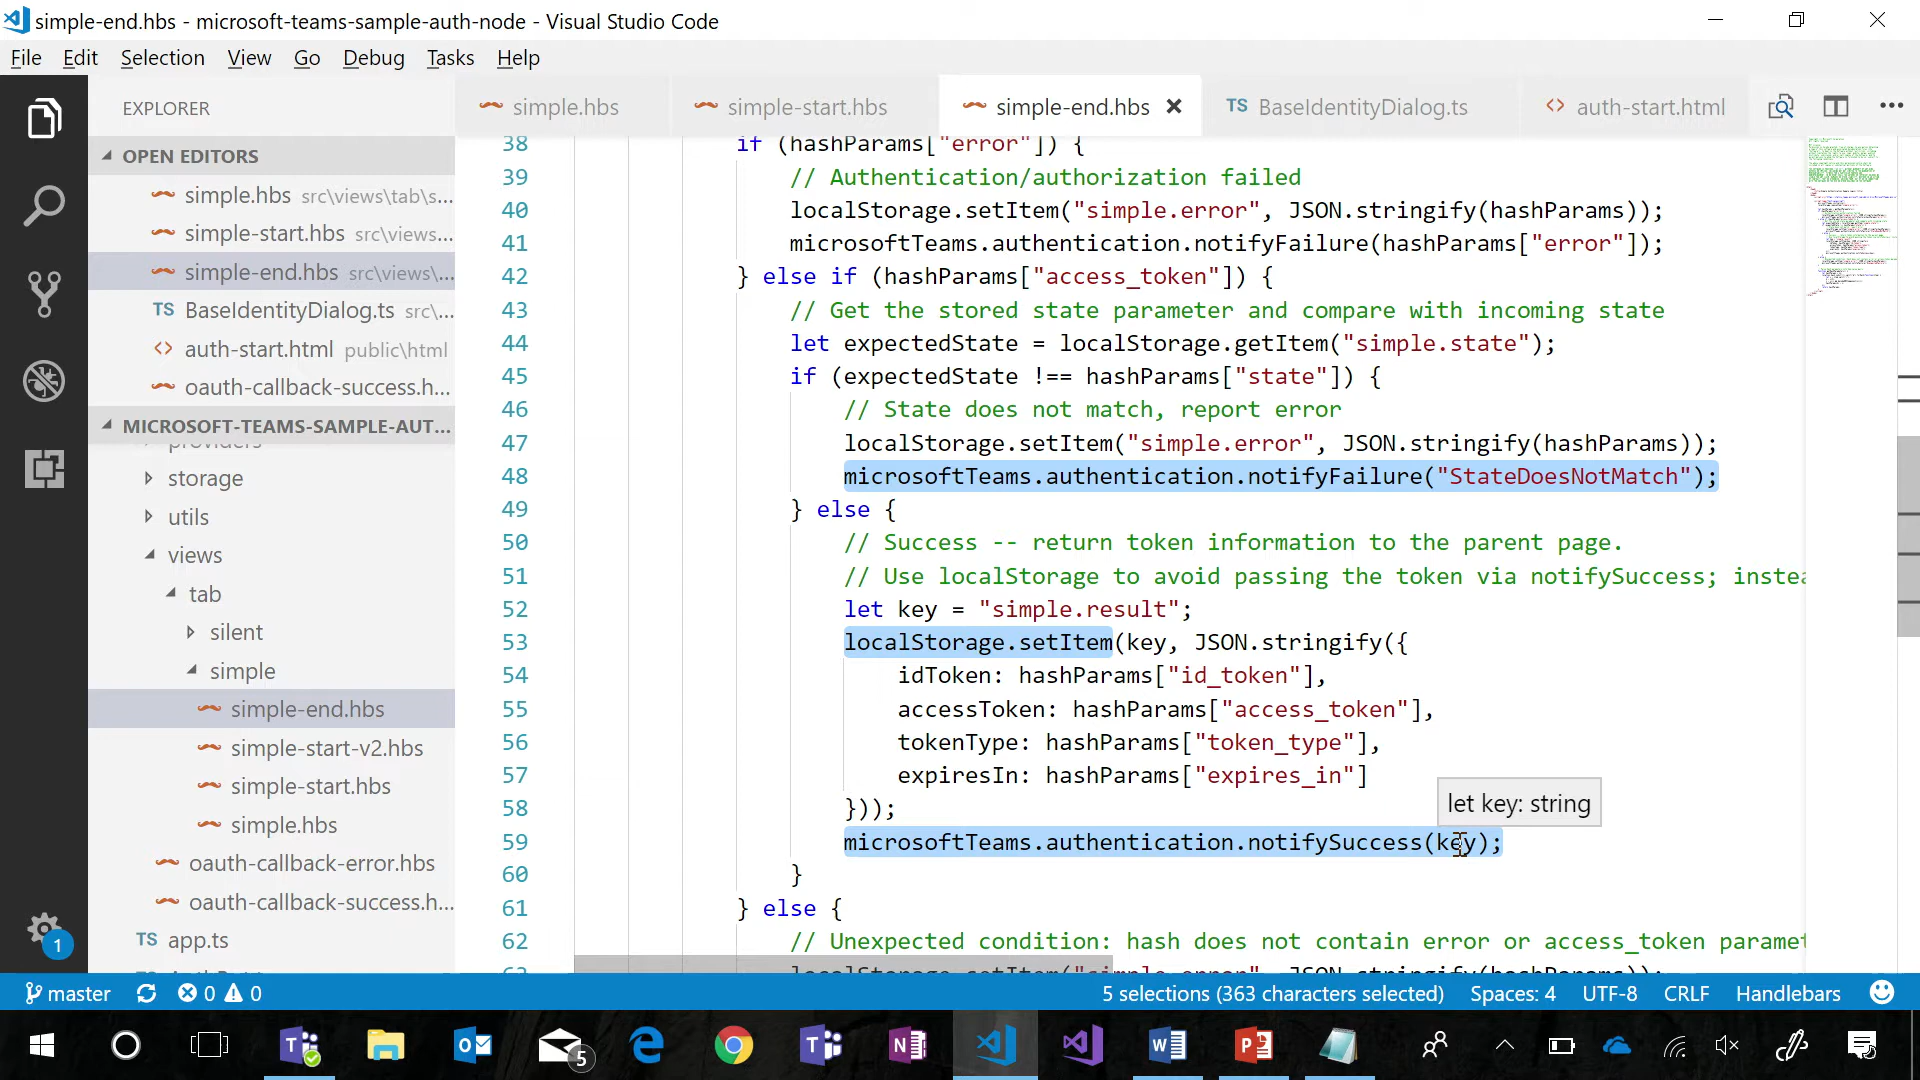 simple-end.hbs - microsoft-teams-sample-auth-node - Visual Studio Code
File Edit Selection View Go Debug Tasks Help
EXPLORER
simple.hbs
simple-start.hbs
simple-end.hbs
TS BaseIdentityDialog.ts
<> auth-start.html
OPEN EDITORS
simple.hbs src\views\tab\s...
simple-start.hbs src\views...
simple-end.hbs src\views\...
TS BaseIdentityDialog.ts src\...
<> auth-start.html public\html
oauth-callback-success.h...
MICROSOFT-TEAMS-SAMPLE-AUT...
providers
storage
utils
views
tab
silent
simple
simple-end.hbs
simple-start-v2.hbs
simple-start.hbs
simple.hbs
oauth-callback-error.hbs
oauth-callback-success.h...
TS app.ts
38 if (hashParams["error"]) {
39 // Authentication/authorization failed
40 localStorage.setItem("simple.error", JSON.stringify(hashParams));
41 microsoftTeams.authentication.notifyFailure(hashParams["error"]);
42 } else if (hashParams["access_token"]) {
43 // Get the stored state parameter and compare with incoming state
44 let expectedState = localStorage.getItem("simple.state");
45 if (expectedState !== hashParams["state"]) {
46 // State does not match, report error
47 localStorage.setItem("simple.error", JSON.stringify(hashParams));
48 microsoftTeams.authentication.notifyFailure("StateDoesNotMatch");
49 } else {
50 // Success -- return token information to the parent page.
51 // Use localStorage to avoid passing the token via notifySuccess; instea
52 let key = "simple.result";
53 localStorage.setItem(key, JSON.stringify({
54 idToken: hashParams["id_token"],
55 accessToken: hashParams["access_token"],
56 tokenType: hashParams["token_type"],
57 expiresIn: hashParams["expires_in"]
58 }));
let key: string
59 microsoftTeams.authentication.notifySuccess(key);
60 }
61 } else {
62 // Unexpected condition: hash does not contain error or access_token paramet
63 localStorage.setItem("simple.error", JSON.stringify(hashParams));
1
master 0 0 5 selections (363 characters selected) Spaces: 4 UTF-8 CRLF Handlebars
5